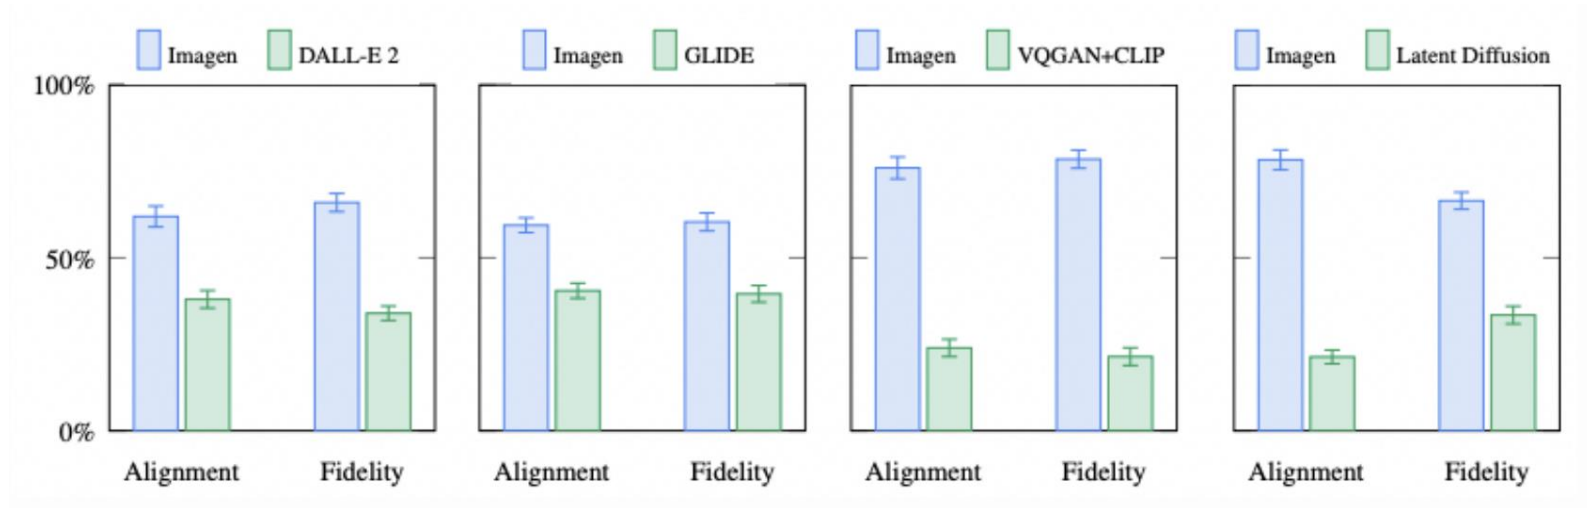 Imagen DALL-E 2 Imagen GLIDE Imagen VQGAN+CLIP Imagen Latent Diffusion
100%
50%
0%
Alignment Fidelity Alignment Fidelity Alignment Fidelity Alignment Fidelity